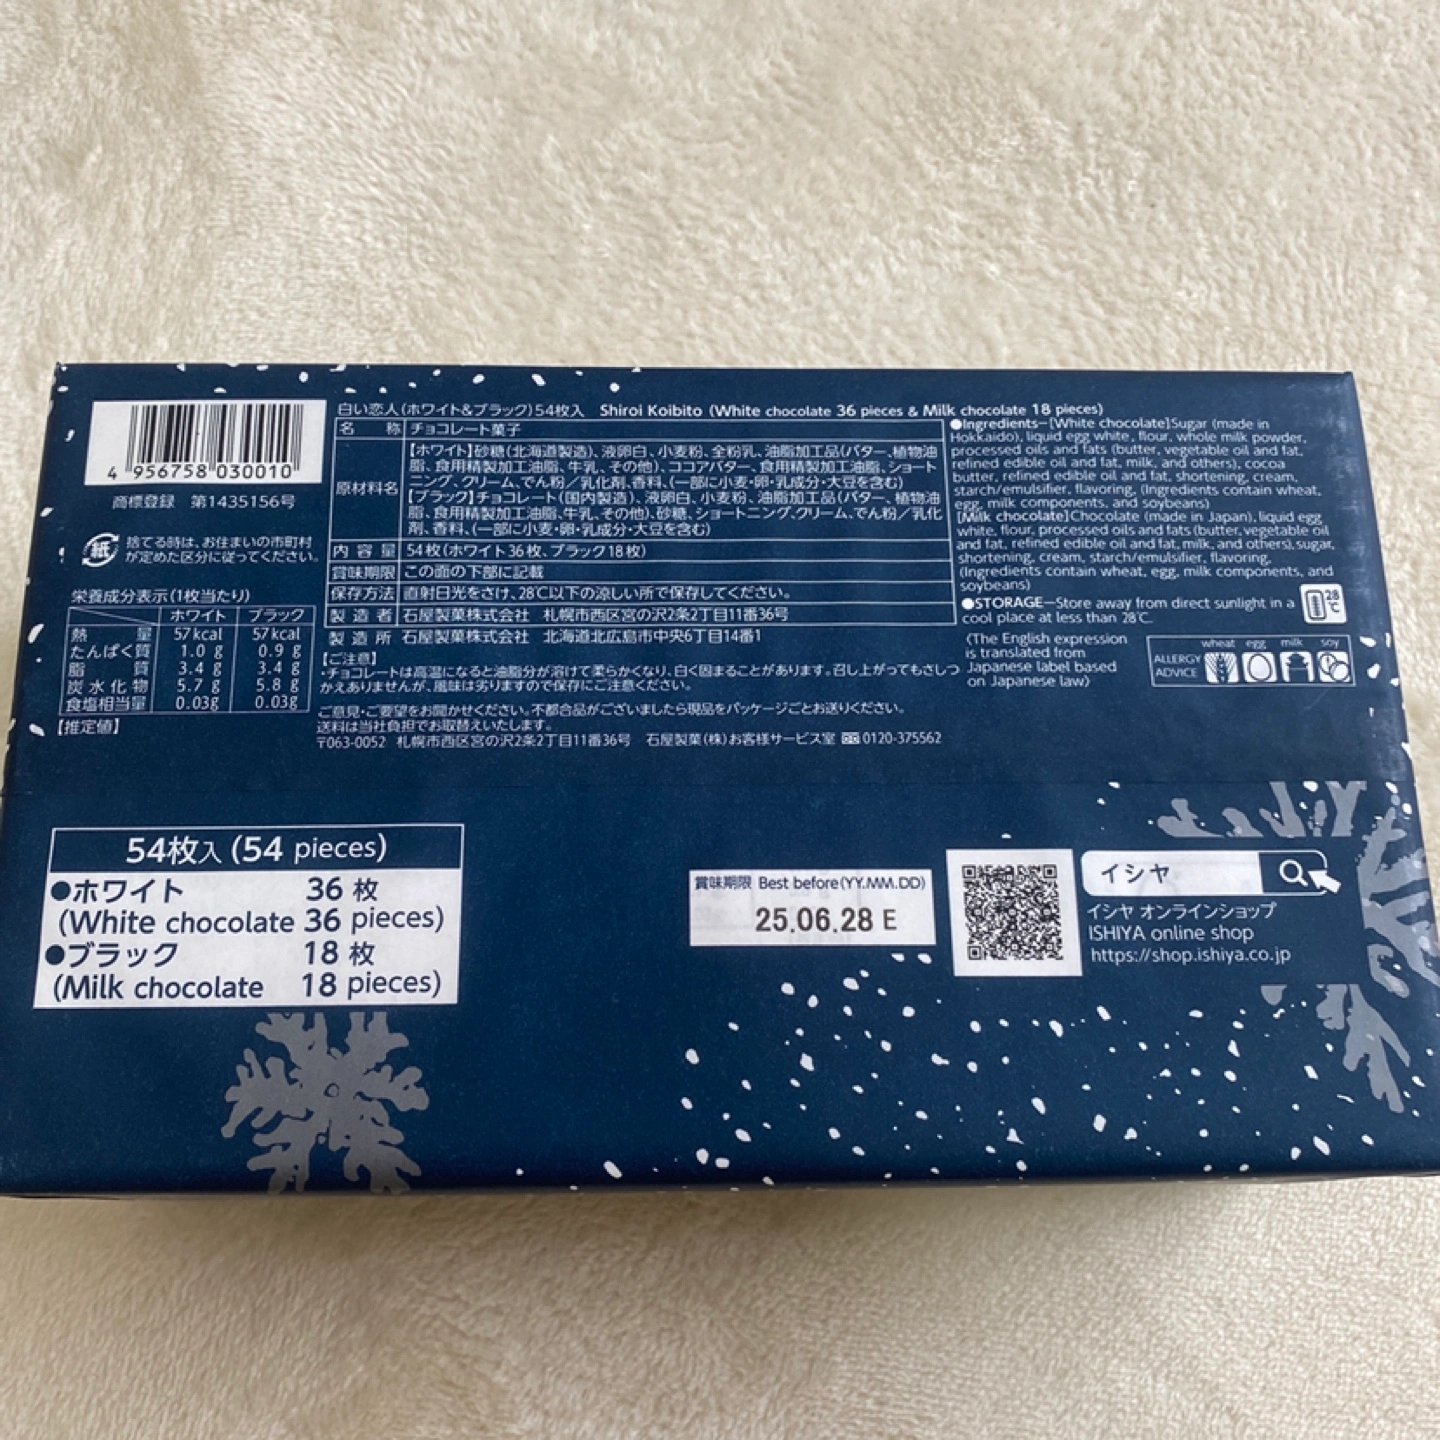 4 956758 030010
商標登録 第1435156号
紙
捨てる時は、お住まいの市町村
が定めた区分に従ってください。
栄養成分表示(1枚当たり)
ホワイト ブラック
熱量 57kcal 57kcal
たんぱく質 1.0g 0.9g
脂質 3.4g 3.4g
炭水化物 5.7g 5.8g
食塩相当量 0.03g 0.03g
【推定値】
白い恋人(ホワイト&ブラック)54枚入 Shiroi Koibito (White chocolate 36 pieces & Milk chocolate 18 pieces)
名称 チョコレート菓子
原材料名
【ホワイト】砂糖(北海道製造)、液卵白、小麦粉、全粉乳、油脂加工品(バター、植物油
脂、食用精製加工油脂、牛乳、その他)、ココアバター、食用精製加工油脂、ショート
ニング、クリーム、でん粉/乳化剤、香料、(一部に小麦・卵・乳成分・大豆を含む)
【ブラック】チョコレート(国内製造)、液卵白、小麦粉、油脂加工品(バター、植物油
脂、食用精製加工油脂、牛乳、その他)、砂糖、ショートニング、クリーム、でん粉/乳化
剤、香料、(一部に小麦・卵・乳成分・大豆を含む)
内容量 54枚(ホワイト36枚、ブラック18枚)
賞味期限 この面の下部に記載
保存方法 直射日光をさけ、28℃以下の涼しい所で保存してください。
製造者 石屋製菓株式会社 札幌市西区宮の沢2条2丁目11番36号
製造所 石屋製菓株式会社 北海道北広島市中央6丁目14番1
【ご注意】
・チョコレートは高温になると油脂分が溶けて柔らかくなり、白く固まることがあります。召し上がってもさしつ
かえありませんが、風味は劣りますので保存にご注意ください。
ご意見・ご要望をお聞かせください。不都合品がございましたら現品をパッケージごとお送りください。
送料は当社負担でお取替えいたします。
〒063-0052 札幌市西区宮の沢2条2丁目11番36号 石屋製菓(株)お客様サービス室 0120-375562
●Ingredients–[White chocolate]Sugar (made in
Hokkaido), liquid egg white, flour, whole milk powder,
processed oils and fats (butter, vegetable oil and fat,
refined edible oil and fat, milk, and others), cocoa
butter, refined edible oil and fat, shortening, cream,
starch/emulsifier, flavoring, (Ingredients contain wheat,
egg, milk components, and soybeans)
[Milk chocolate]Chocolate (made in Japan), liquid egg
white, flour, processed oils and fats (butter, vegetable oil
and fat, refined edible oil and fat, milk, and others), sugar,
shortening, cream, starch/emulsifier, flavoring,
(Ingredients contain wheat, egg, milk components, and
soybeans)
●STORAGE–Store away from direct sunlight in a
cool place at less than 28℃.
28℃
(The English expression
is translated from
Japanese label based
on Japanese law)
ALLERGY
ADVICE
wheat egg milk soy
54枚入 (54 pieces)
●ホワイト 36 枚
(White chocolate 36 pieces)
●ブラック 18 枚
(Milk chocolate 18 pieces)
賞味期限 Best before(YY.MM.DD)
25.06.28 E
イシヤ
イシヤ オンラインショップ
ISHIYA online shop
https://shop.ishiya.co.jp